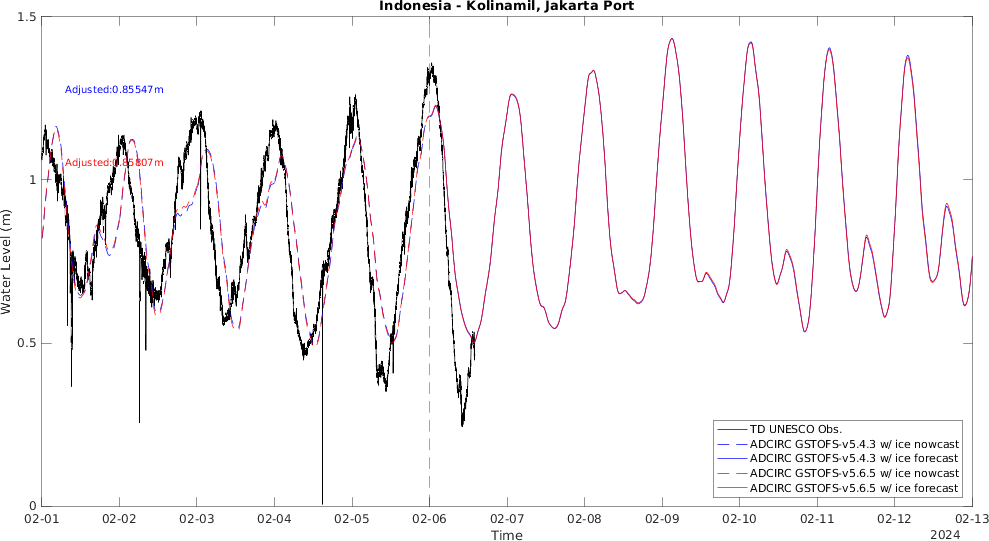 Indonesia - Kolinamil, Jakarta Port
1.5
Adjusted:0.85547m
Adjusted:0.85807m
1
Water Level (m)
0.5
0
TD UNESCO Obs.
ADCIRC GSTOFS-v5.4.3 w/ ice nowcast
ADCIRC GSTOFS-v5.4.3 w/ ice forecast
ADCIRC GSTOFS-v5.6.5 w/ ice nowcast
ADCIRC GSTOFS-v5.6.5 w/ ice forecast
02-01 02-02 02-03 02-04 02-05 02-06 02-07 02-08 02-09 02-10 02-11 02-12 02-13
Time
2024